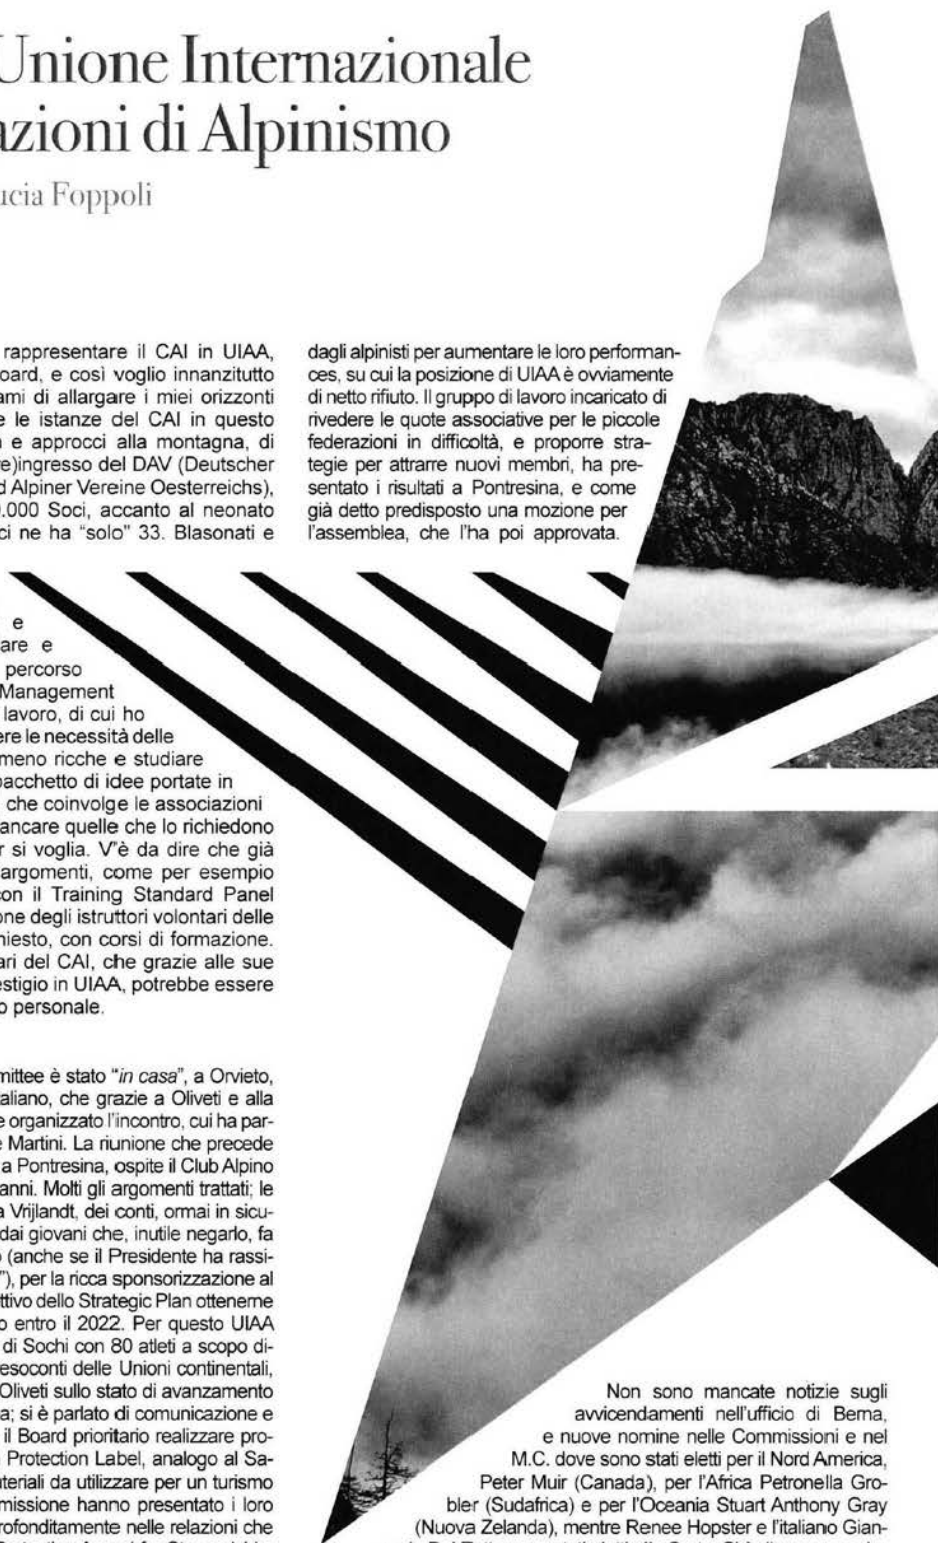 Unione Internazionale
azioni di Alpinismo
ucia Foppoli
rappresentare il CAI in UIAA,
oard, e così voglio innanzitutto
ami di allargare i miei orizzonti
e le istanze del CAI in questo
e approcci alla montagna, di
e)ingresso del DAV (Deutscher
d Alpiner Vereine Oesterreichs),
.000 Soci, accanto al neonato
ci ne ha “solo” 33. Blasonati e
e
are e
percorso
Management
lavoro, di cui ho
ere le necessità delle
meno ricche e studiare
pacchetto di idee portate in
che coinvolge le associazioni
ancare quelle che lo richiedono
r si voglia. V'è da dire che già
argomenti, come per esempio
con il Training Standard Panel
one degli istruttori volontari delle
hiesto, con corsi di formazione.
ari del CAI, che grazie alle sue
estigio in UIAA, potrebbe essere
o personale.
mittee è stato “in casa”, a Orvieto,
taliano, che grazie a Oliveti e alla
e organizzato l'incontro, cui ha par-
e Martini. La riunione che precede
a Pontresina, ospite il Club Alpino
anni. Molti gli argomenti trattati; le
a Vrijlandt, dei conti, ormai in sicu-
dai giovani che, inutile negarlo, fa
o (anche se il Presidente ha rassi-
”), per la ricca sponsorizzazione al
ttivo dello Strategic Plan ottenerne
o entro il 2022. Per questo UIAA
di Sochi con 80 atleti a scopo di-
esoconti delle Unioni continentali,
Oliveti sullo stato di avanzamento
a; si è parlato di comunicazione e
il Board prioritario realizzare pro-
Protection Label, analogo al Sa-
ateriali da utilizzare per un turismo
missione hanno presentato i loro
rofonditamente nelle relazioni che
dagli alpinisti per aumentare le loro performan-
ces, su cui la posizione di UIAA è ovviamente
di netto rifiuto. Il gruppo di lavoro incaricato di
rivedere le quote associative per le piccole
federazioni in difficoltà, e proporre stra-
tegie per attrarre nuovi membri, ha pre-
sentato i risultati a Pontresina, e come
già detto predisposto una mozione per
l'assemblea, che l'ha poi approvata.
Non sono mancate notizie sugli
avvicendamenti nell'ufficio di Berna,
e nuove nomine nelle Commissioni e nel
M.C. dove sono stati eletti per il Nord America,
Peter Muir (Canada), per l'Africa Petronella Gro-
bler (Sudafrica) e per l'Oceania Stuart Anthony Gray
(Nuova Zelanda), mentre Renee Hopster e l'italiano Gian-